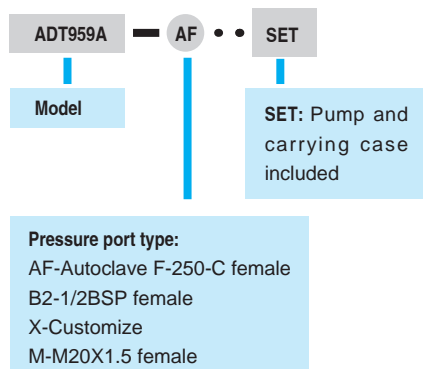 ADT959A AF SET
Model
SET: Pump and
carrying case
included
Pressure port type:
AF-Autoclave F-250-C female
B2-1/2BSP female
X-Customize
M-M20X1.5 female